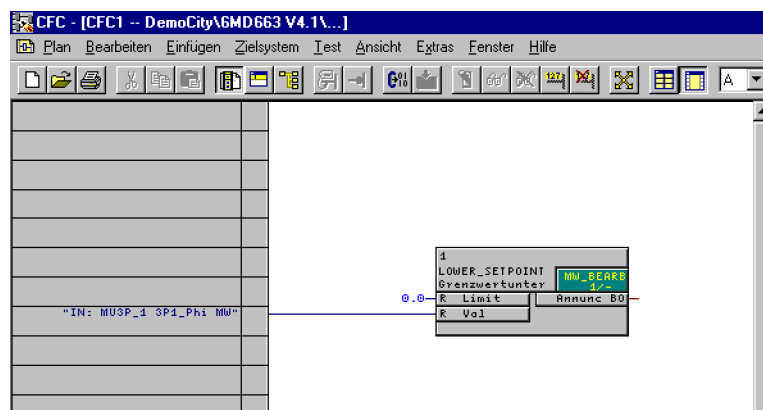 CFC - [CFC1 -- DemoCity\6MD663 V4.1\...]
Plan Bearbeiten Einfügen Zielsystem Test Ansicht Extras Fenster Hilfe
A
1
LOWER_SETPOINT
MW_BEARB
Grenzwertunter
1/-
0.0
R Limit
Annunc BO
"IN: MU3P_1 3P1_Phi MW"
R Val